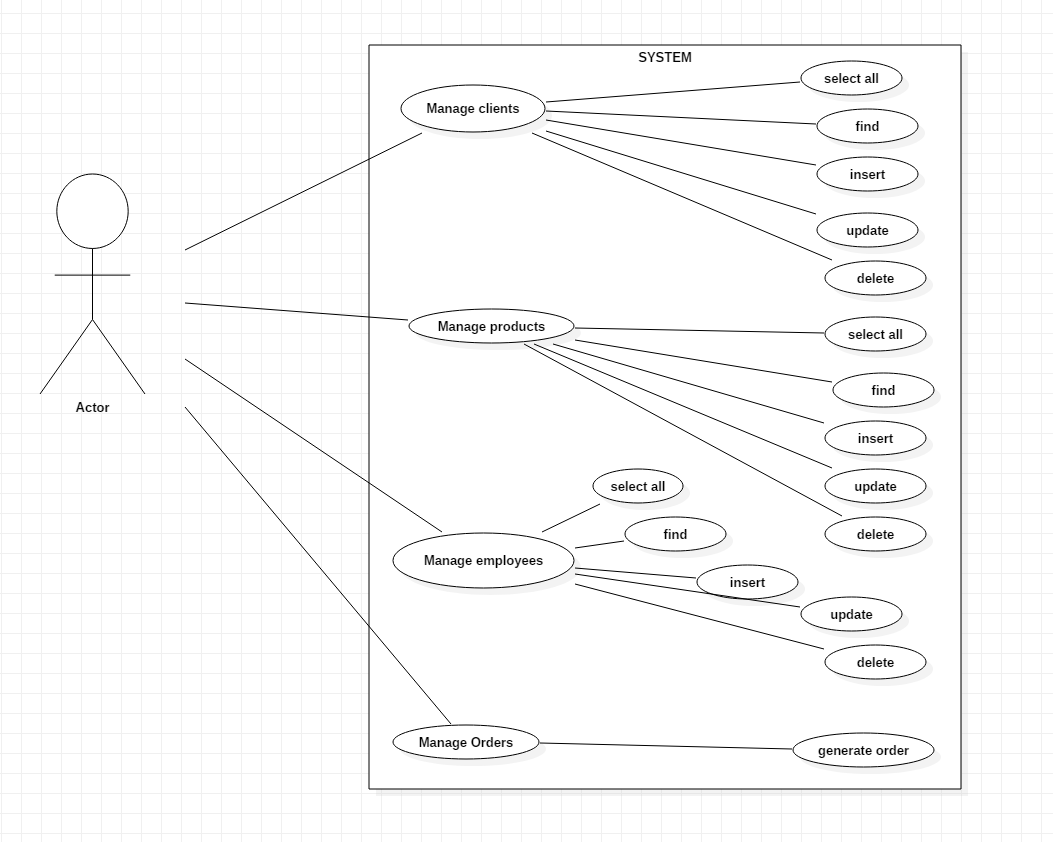 SYSTEM
Manage clients
select all
find
insert
update
delete
Actor
Manage products
select all
find
insert
update
delete
Manage employees
select all
find
insert
update
delete
Manage Orders
generate order